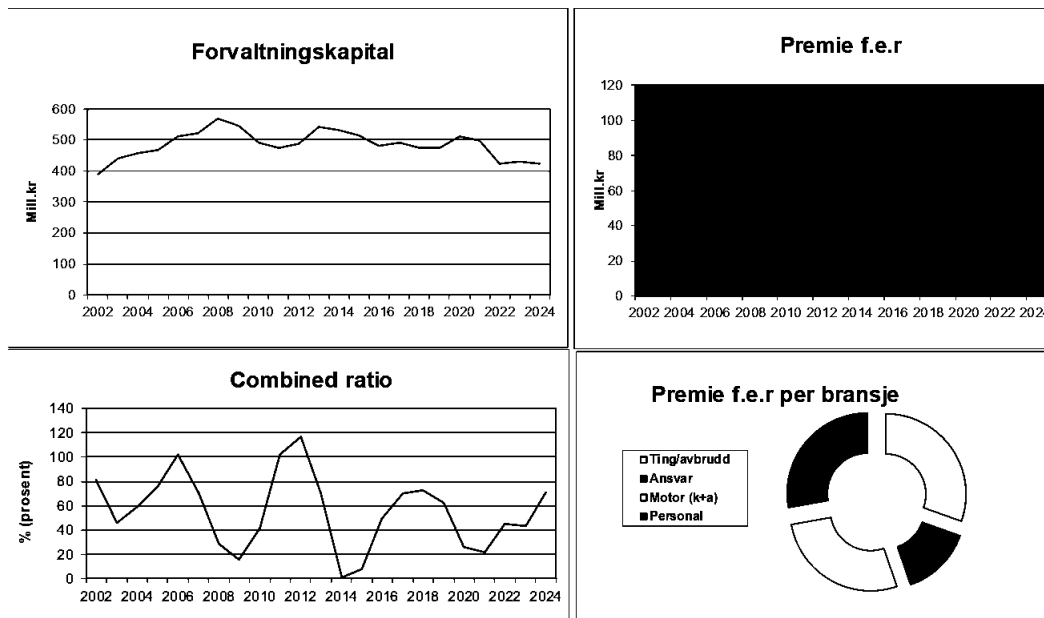 Forvaltningskapital
600
500
400
300
200
100
0
Mill.kr
2002 2004 2006 2008 2010 2012 2014 2016 2018 2020 2022 2024
Premie f.e.r
120
100
80
60
40
20
0
Mill.kr
2002 2004 2006 2008 2010 2012 2014 2016 2018 2020 2022 2024
Combined ratio
140
120
100
80
60
40
20
0
% (prosent)
2002 2004 2006 2008 2010 2012 2014 2016 2018 2020 2022 2024
Premie f.e.r per bransje
Ting/avbrudd
Ansvar
Motor (k+a)
Personal